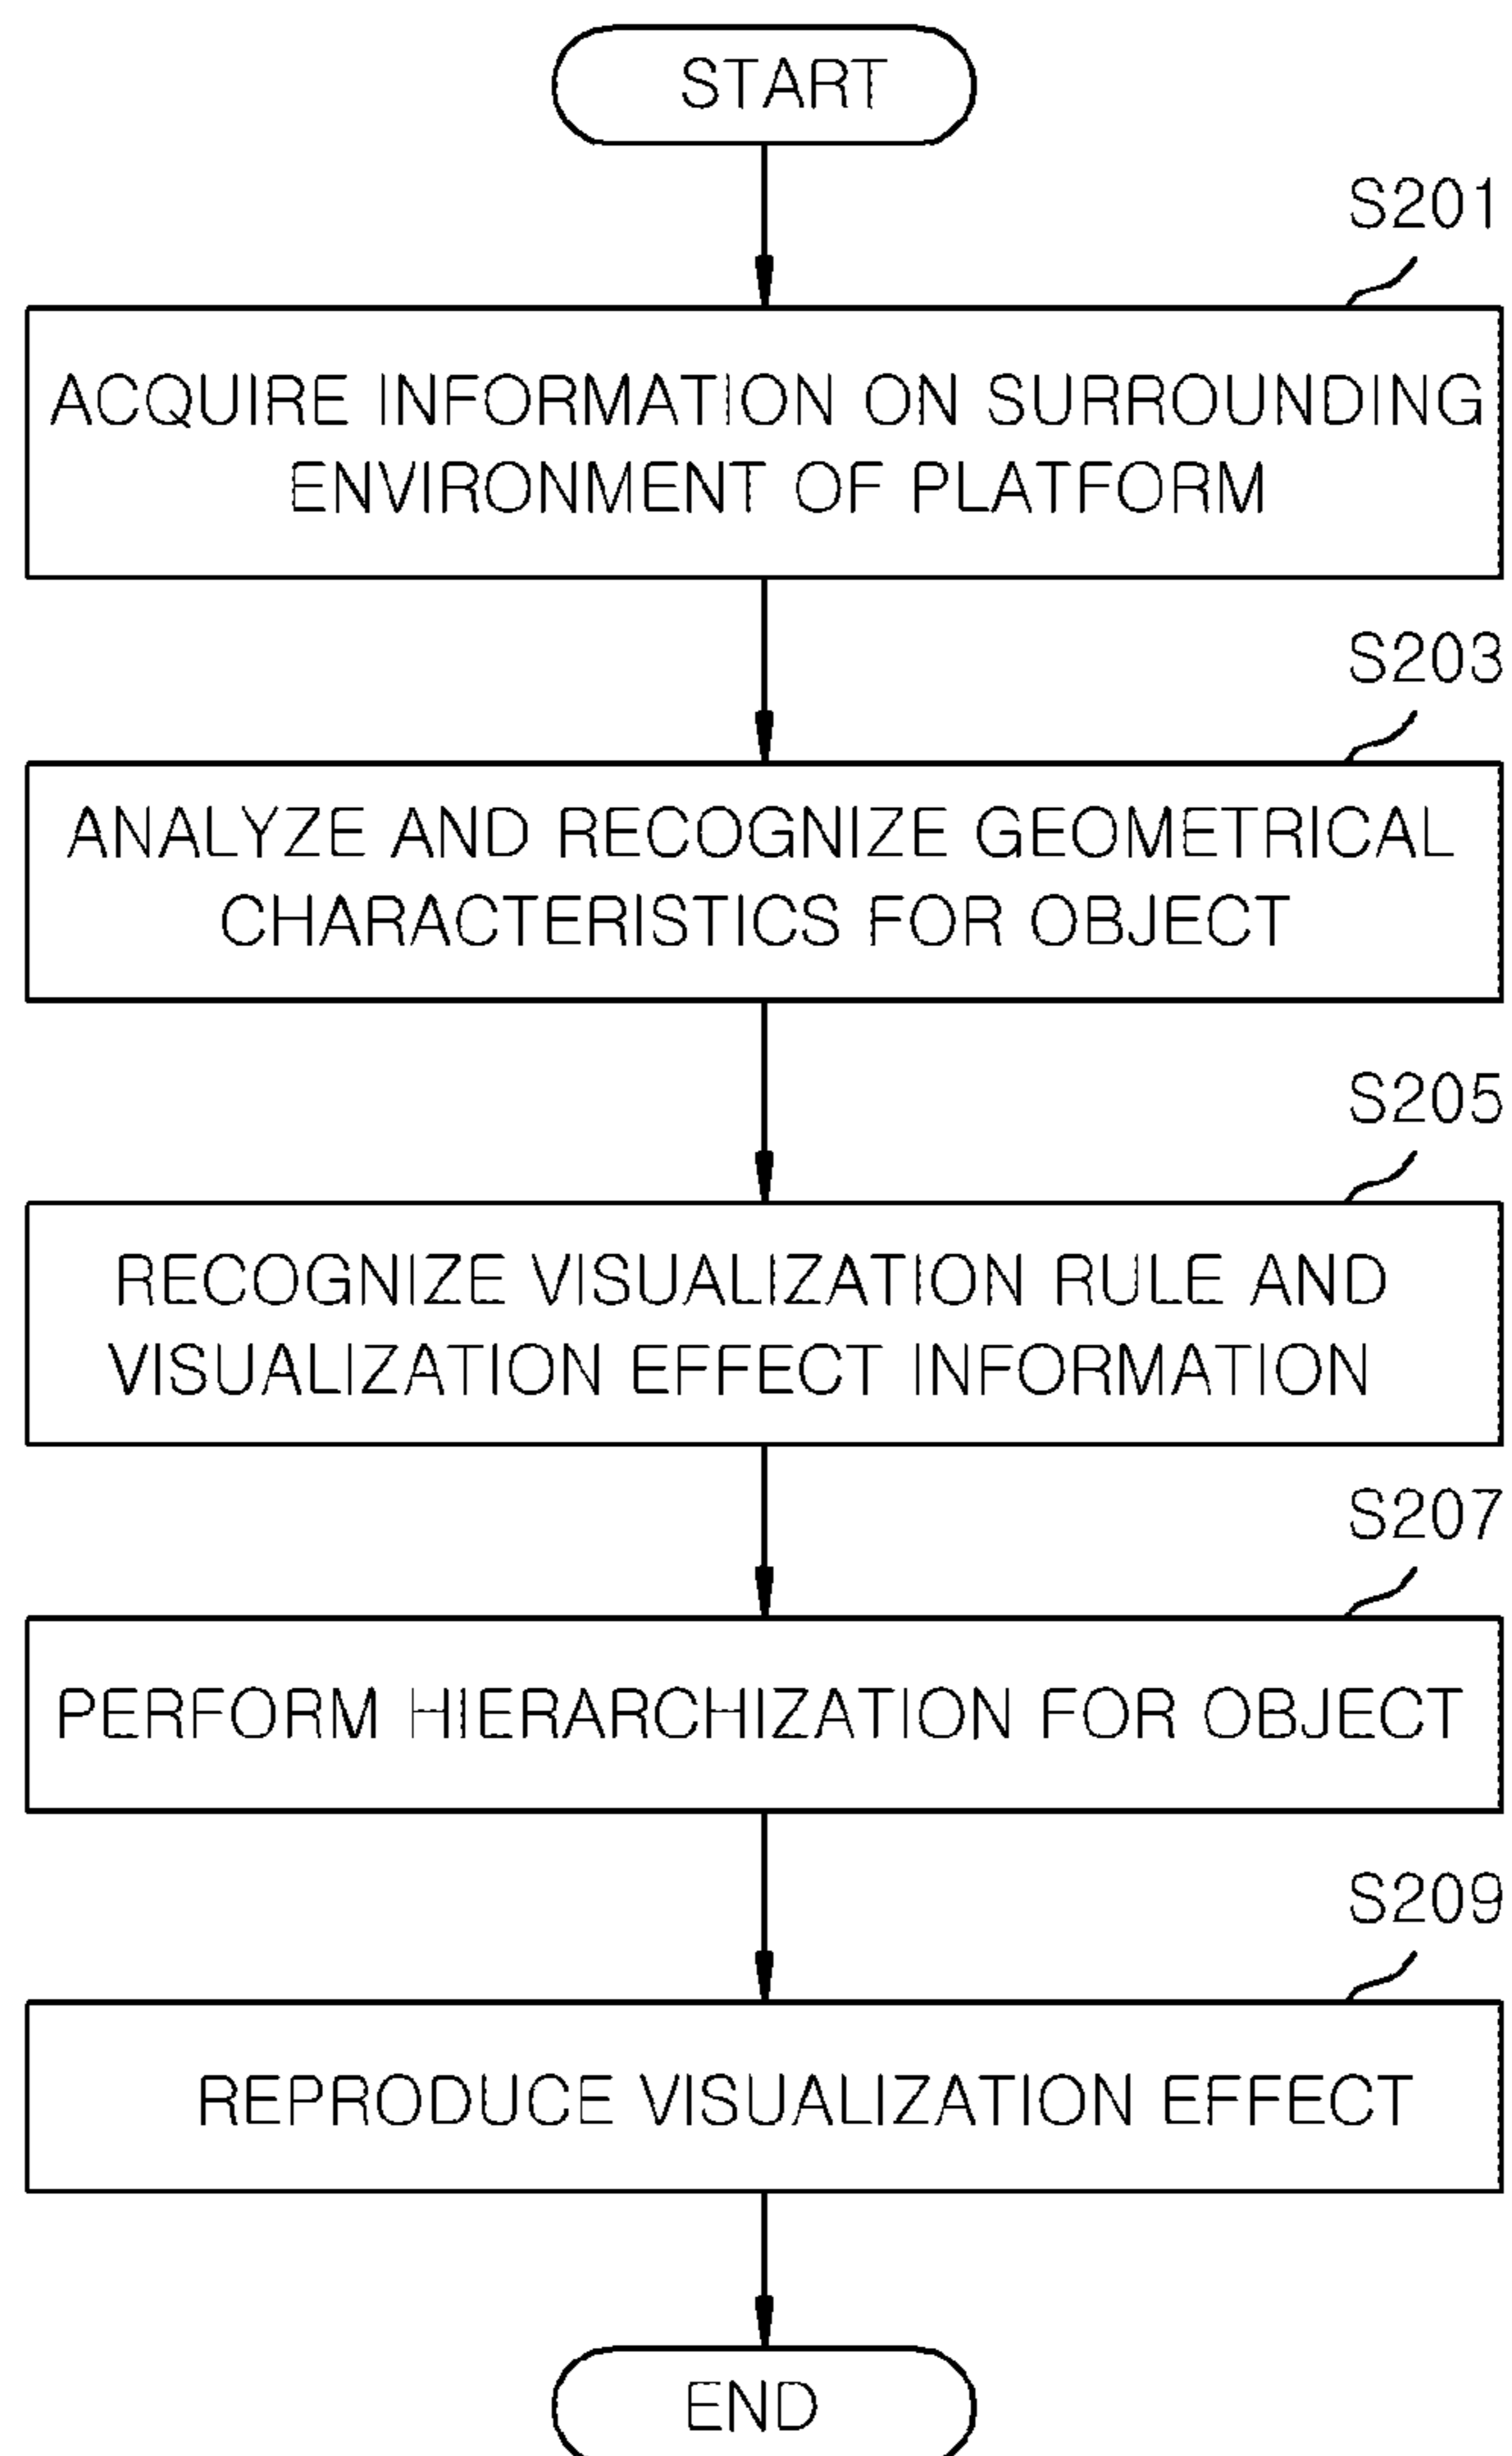 START
S201
ACQUIRE INFORMATION ON SURROUNDING
ENVIRONMENT OF PLATFORM
S203
ANALYZE AND RECOGNIZE GEOMETRICAL
CHARACTERISTICS FOR OBJECT
S205
RECOGNIZE VISUALIZATION RULE AND
VISUALIZATION EFFECT INFORMATION
S207
PERFORM HIERARCHIZATION FOR OBJECT
S209
REPRODUCE VISUALIZATION EFFECT
END